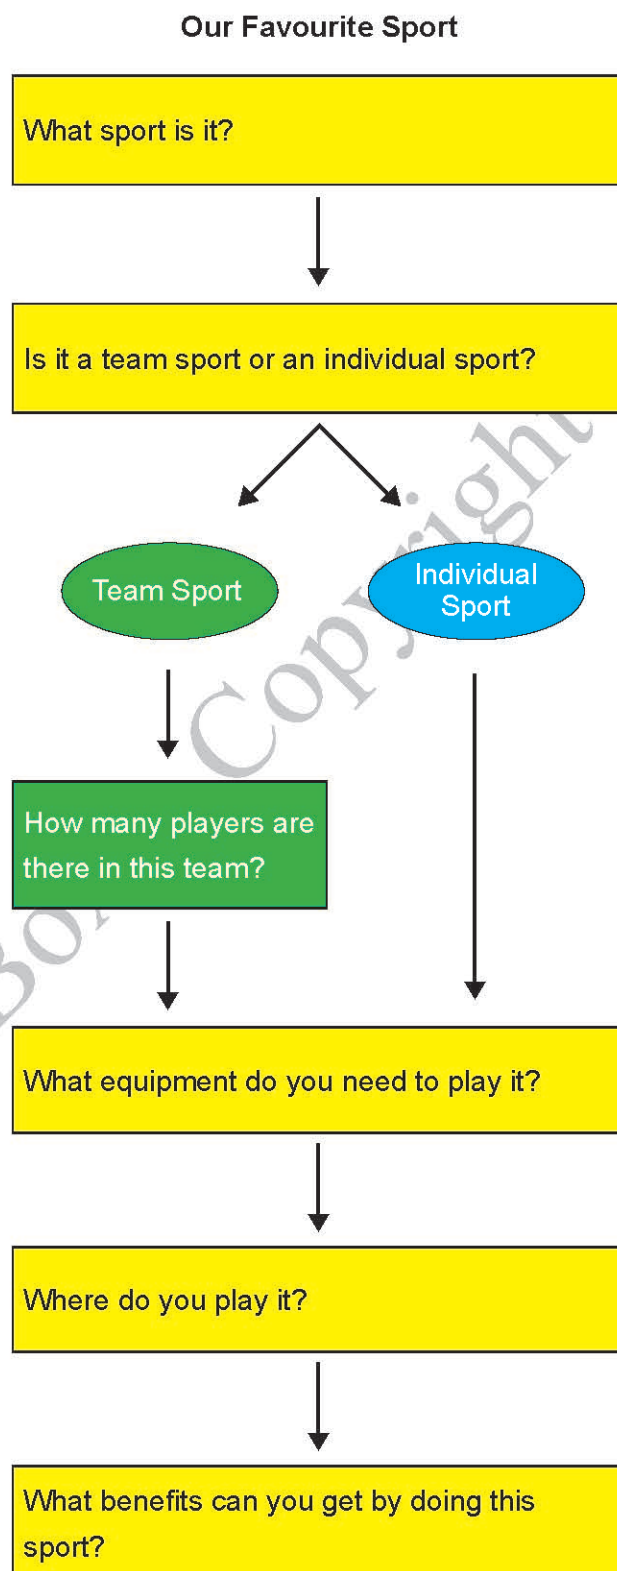 Our Favourite Sport
What sport is it?
Is it a team sport or an individual sport?
Team Sport
Individual
Sport
How many players are
there in this team?
What equipment do you need to play it?
Where do you play it?
What benefits can you get by doing this
sport?
Copyright